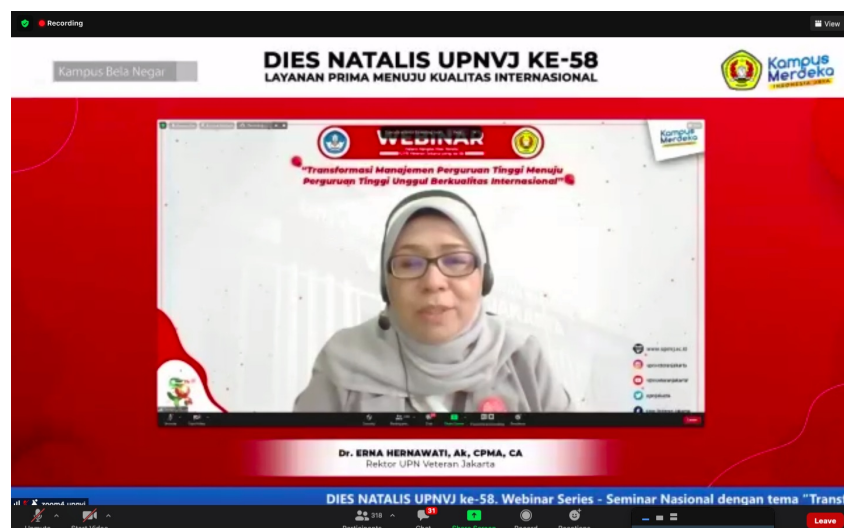 Recording
View
Kampus Bela Negar
DIES NATALIS UPNVJ KE-58
LAYANAN PRIMA MENUJU KUALITAS INTERNASIONAL
Kampus
Merdeka
INDONESIA JAYA
WEBINAR
Kampus
Merdeka
"Transformasi Manajemen Perguruan Tinggi Menuju
Perguruan Tinggi Unggul Berkualitas Internasional"
www.upnvj.ac.id
Dr. ERNA HERNAWATI, Ak, CPMA, CA
Rektor UPN Veteran Jakarta
DIES NATALIS UPNVJ ke-58. Webinar Series - Seminar Nasional dengan tema "Transf
zoom4 upnvj
31
318
Unmute
Start Video
Participants
Chat
Share Screen
Record
Reactions
Leave